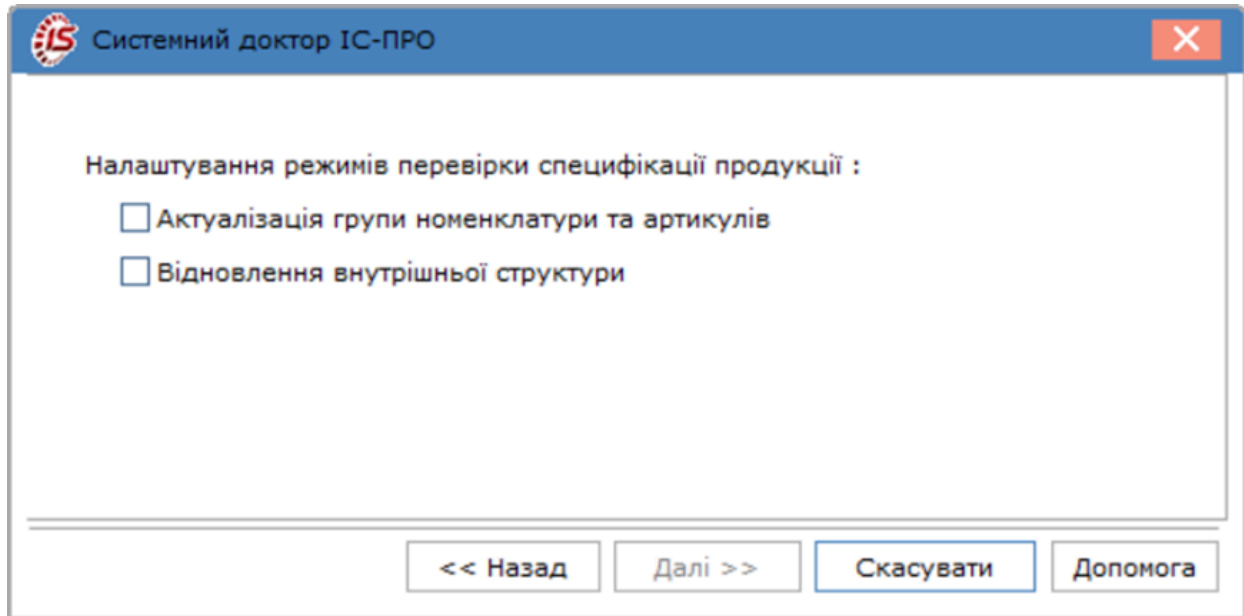 Системний доктор ІС-ПРО
Налаштування режимів перевірки специфікації продукції :
Актуалізація групи номенклатури та артикулів
Відновлення внутрішньої структури
<< Назад Далі >> Скасувати Допомога